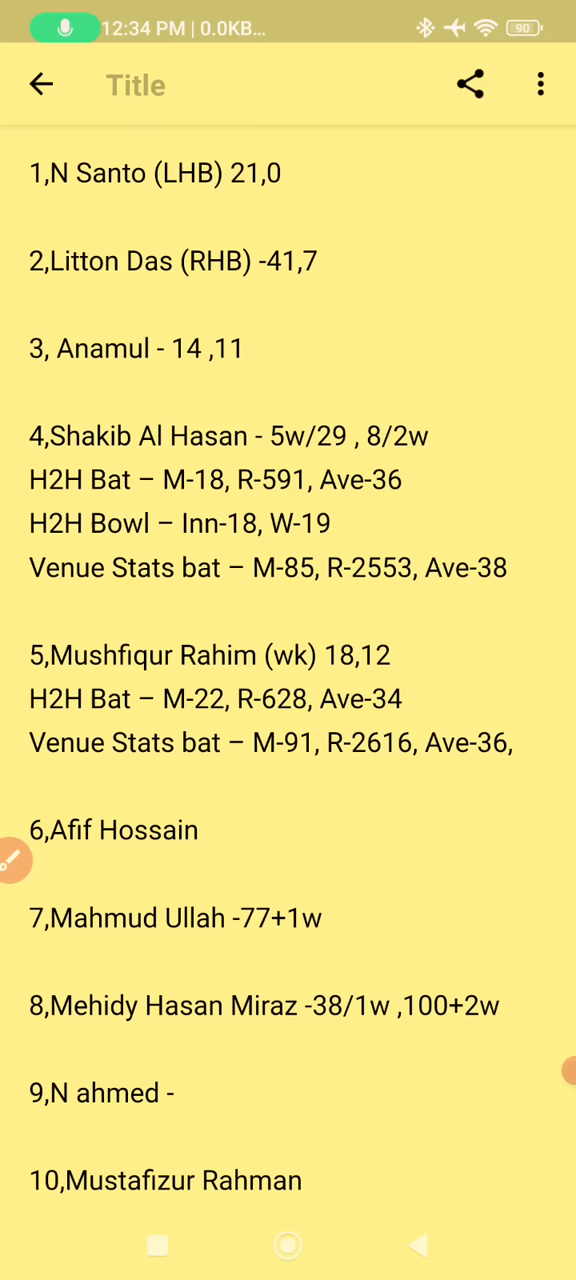 12:34 PM | 0.0KB...
90
Title
1,N Santo (LHB) 21,0
2,Litton Das (RHB) -41,7
3, Anamul - 14 ,11
4,Shakib Al Hasan - 5w/29 , 8/2w
H2H Bat – M-18, R-591, Ave-36
H2H Bowl – Inn-18, W-19
Venue Stats bat – M-85, R-2553, Ave-38
5,Mushfiqur Rahim (wk) 18,12
H2H Bat – M-22, R-628, Ave-34
Venue Stats bat – M-91, R-2616, Ave-36,
6,Afif Hossain
7,Mahmud Ullah -77+1w
8,Mehidy Hasan Miraz -38/1w ,100+2w
9,N ahmed -
10,Mustafizur Rahman